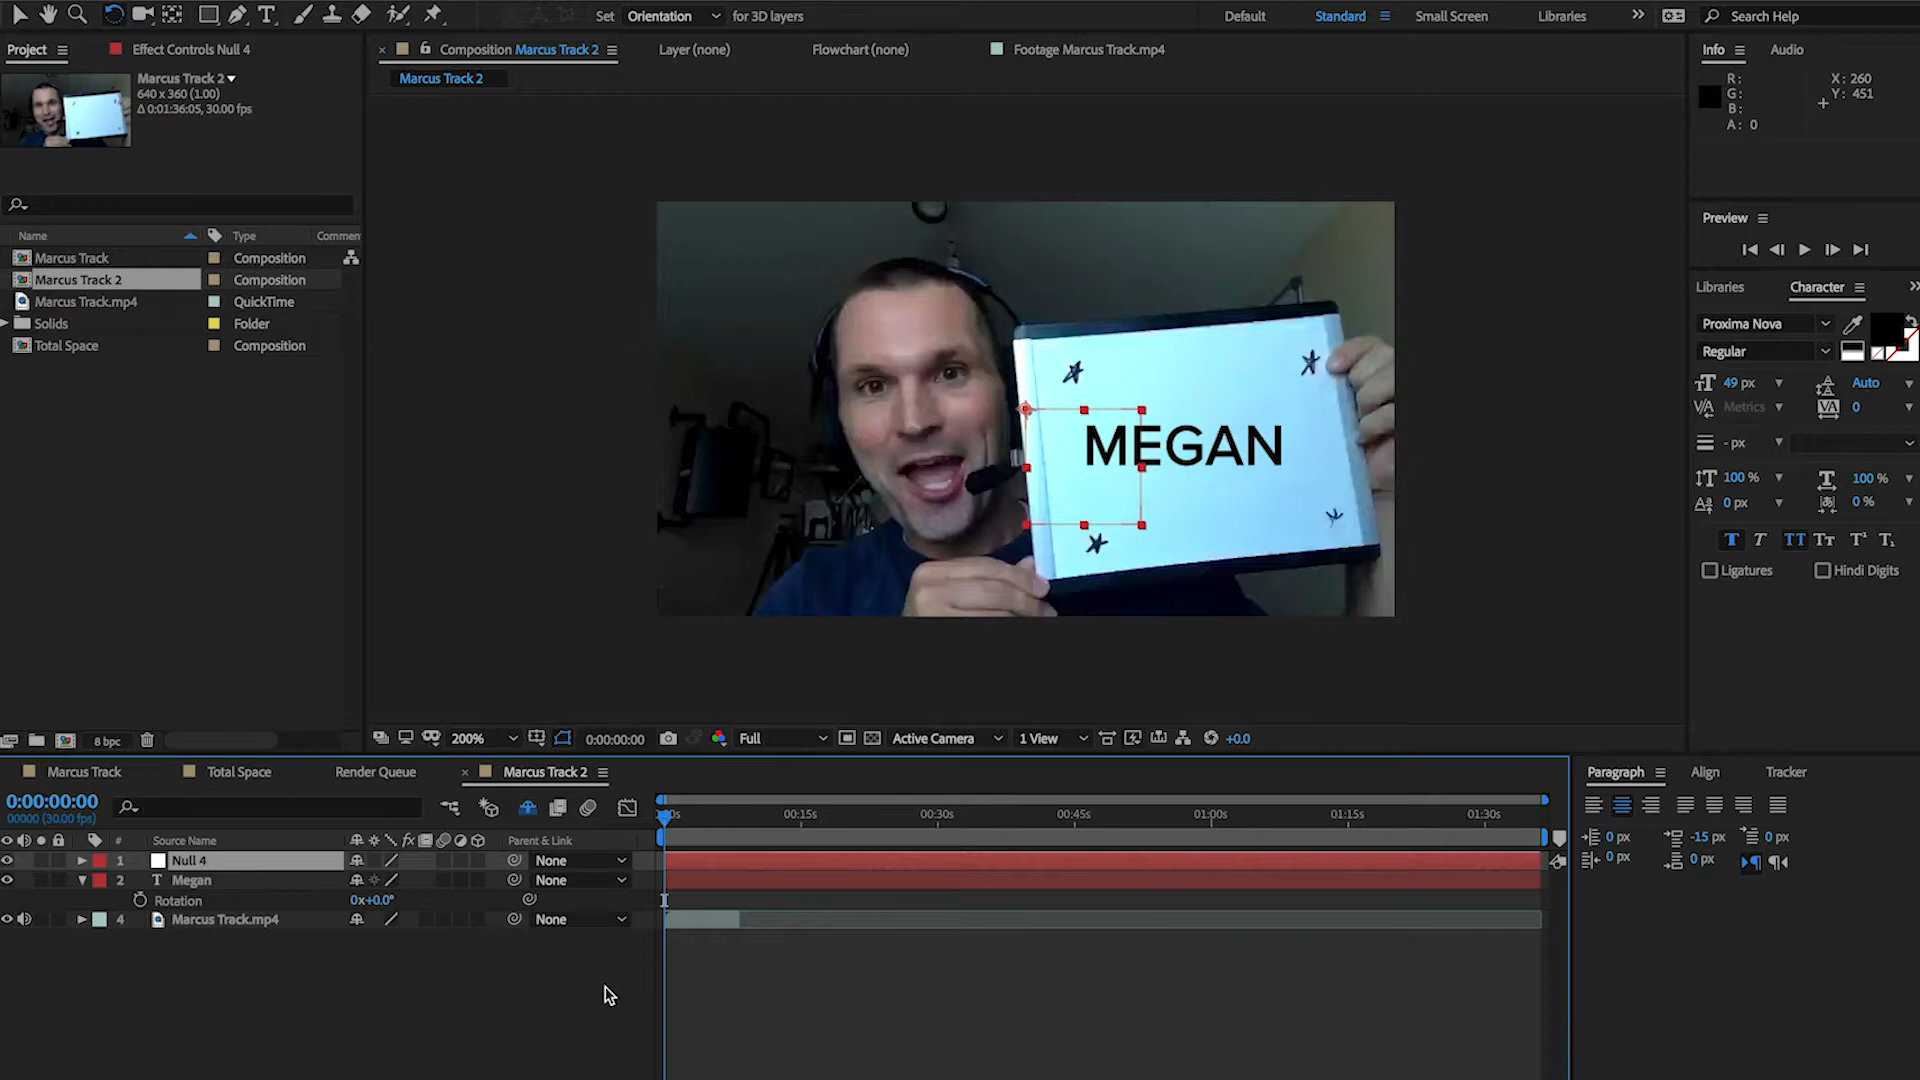 Set Orientation for 3D layers Default Standard Small Screen Libraries Search Help
Project Effect Controls Null 4 Composition Marcus Track 2 Layer (none) Flowchart (none) Footage Marcus Track.mp4 Info Audio
Marcus Track 2
640 x 360 (1.00)
Δ 0:01:36:05, 30.00 fps
Marcus Track 2
R: X: 260
G: Y: 451
B:
A: 0
Name Type Commen
Marcus Track Composition
Marcus Track 2 Composition
Marcus Track.mp4 QuickTime
Solids Folder
Total Space Composition
MEGAN
Preview
Libraries Character
Proxima Nova
Regular
49 px Auto
Metrics 0
- px
100 % 100 %
0 px 0 %
T T TT Tт T¹ T₁
Ligatures Hindi Digits
8 bpc 200% 0:00:00:00 Full Active Camera 1 View +0.0
Marcus Track Total Space Render Queue Marcus Track 2 Paragraph Align Tracker
0:00:00:00
00000 (30.00 fps)
00s 00:15s 00:30s 00:45s 01:00s 01:15s 01:30s
# Source Name fx Parent & Link
1 Null 4 None
2 T Megan None
Rotation 0x+0.0°
4 Marcus Track.mp4 None
0 px -15 px 0 px
0 px 0 px